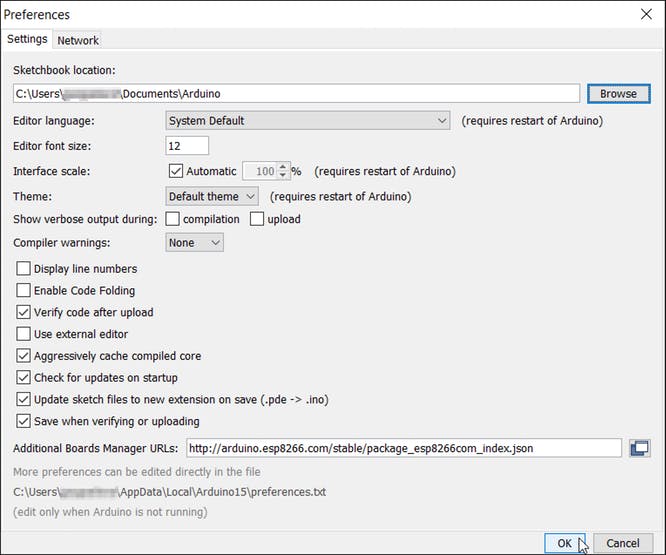 Preferences
Settings Network
Sketchbook location:
C:\Users\ \Documents\Arduino Browse
Editor language: System Default (requires restart of Arduino)
Editor font size: 12
Interface scale: Automatic 100 % (requires restart of Arduino)
Theme: Default theme (requires restart of Arduino)
Show verbose output during: compilation upload
Compiler warnings: None
Display line numbers
Enable Code Folding
Verify code after upload
Use external editor
Aggressively cache compiled core
Check for updates on startup
Update sketch files to new extension on save (.pde -> .ino)
Save when verifying or uploading
Additional Boards Manager URLs: http://arduino.esp8266.com/stable/package_esp8266com_index.json
More preferences can be edited directly in the file
C:\Users\ \AppData\Local\Arduino15\preferences.txt
(edit only when Arduino is not running)
OK Cancel